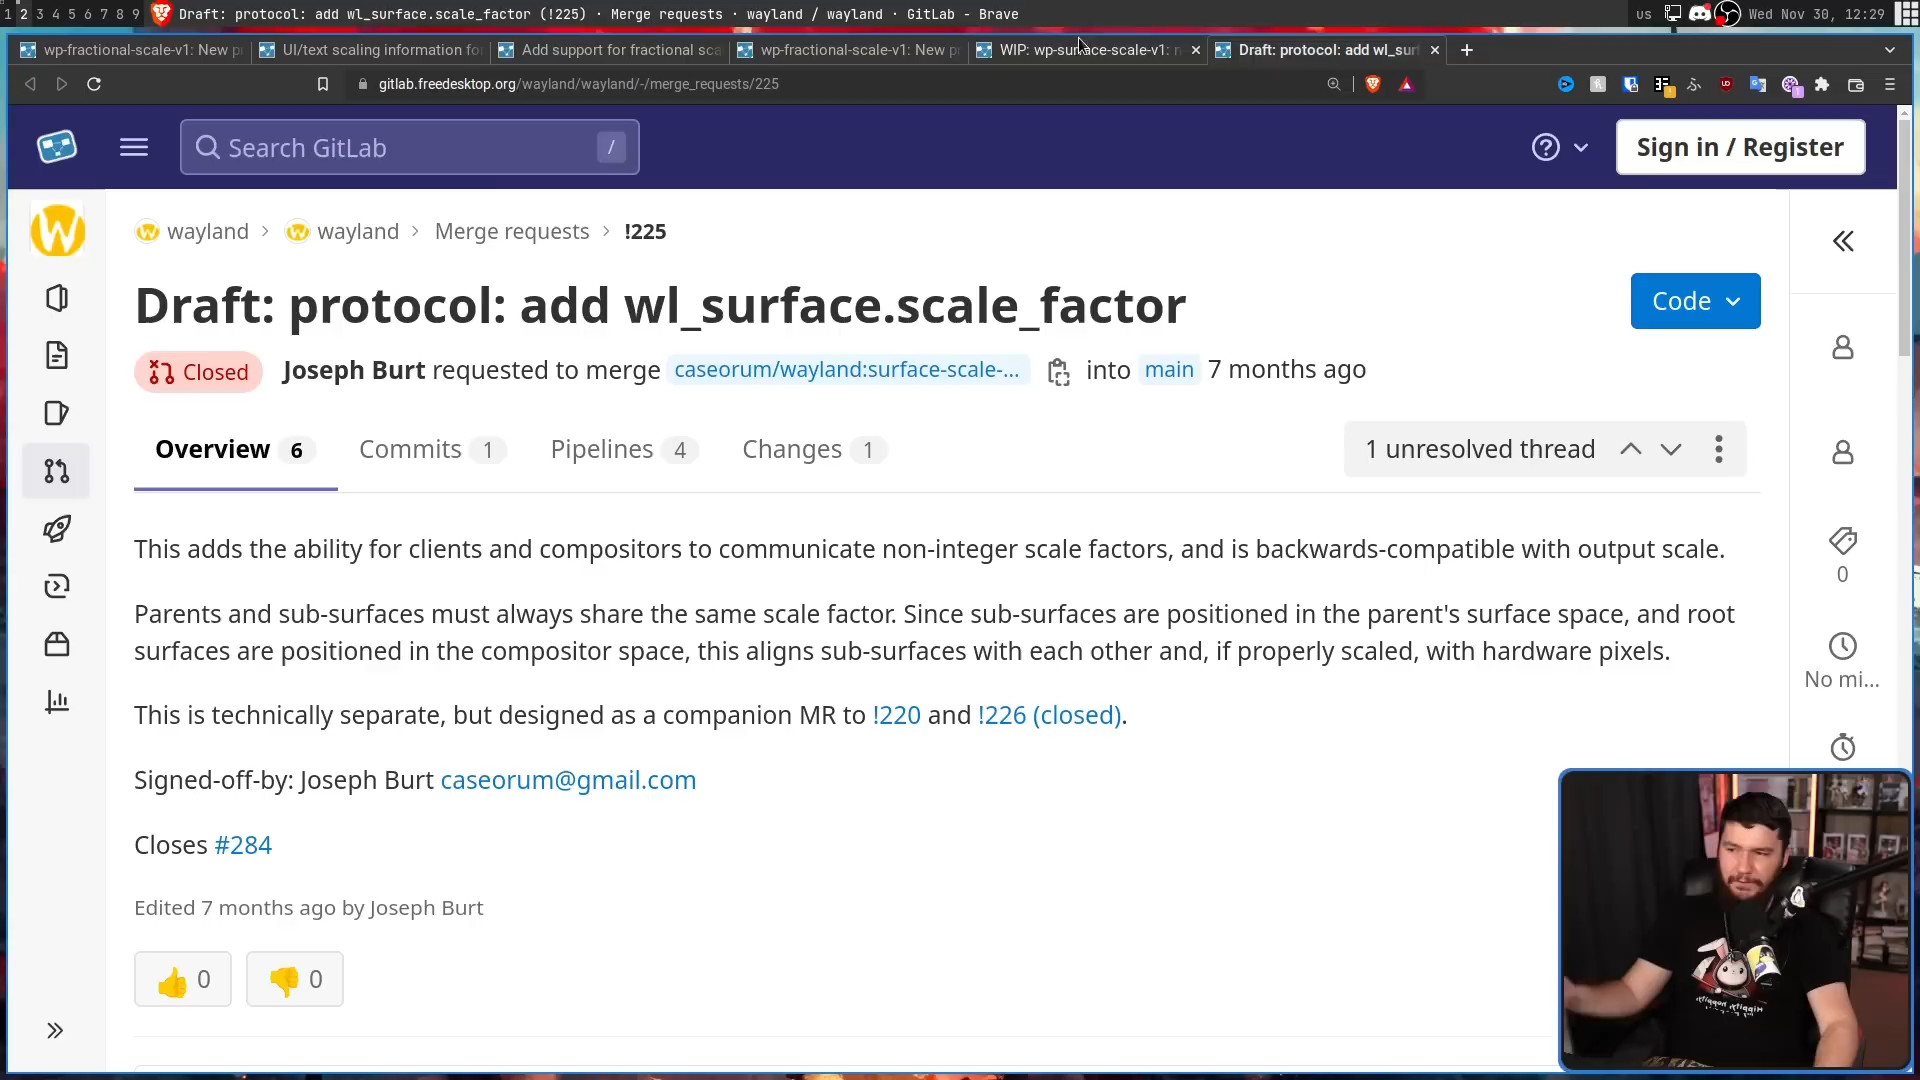 1 2 3 4 5 6 7 8 9 Draft: protocol: add wl_surface.scale_factor (!225) · Merge requests · wayland / wayland · GitLab - Brave
us Wed Nov 30, 12:29
wp-fractional-scale-v1: New pr
UI/text scaling information fo
Add support for fractional sca
wp-fractional-scale-v1: New p
WIP: wp-surface-scale-v1: n
Draft: protocol: add wl_surf
gitlab.freedesktop.org/wayland/wayland/-/merge_requests/225
Search GitLab /
Sign in / Register
wayland > wayland > Merge requests > !225
Draft: protocol: add wl_surface.scale_factor
Code
Closed Joseph Burt requested to merge caseorum/wayland:surface-scale-... into main 7 months ago
Overview 6 Commits 1 Pipelines 4 Changes 1
1 unresolved thread
This adds the ability for clients and compositors to communicate non-integer scale factors, and is backwards-compatible with output scale.
Parents and sub-surfaces must always share the same scale factor. Since sub-surfaces are positioned in the parent's surface space, and root
surfaces are positioned in the compositor space, this aligns sub-surfaces with each other and, if properly scaled, with hardware pixels.
This is technically separate, but designed as a companion MR to !220 and !226 (closed).
Signed-off-by: Joseph Burt caseorum@gmail.com
Closes #284
Edited 7 months ago by Joseph Burt
0 0
0
No mi...